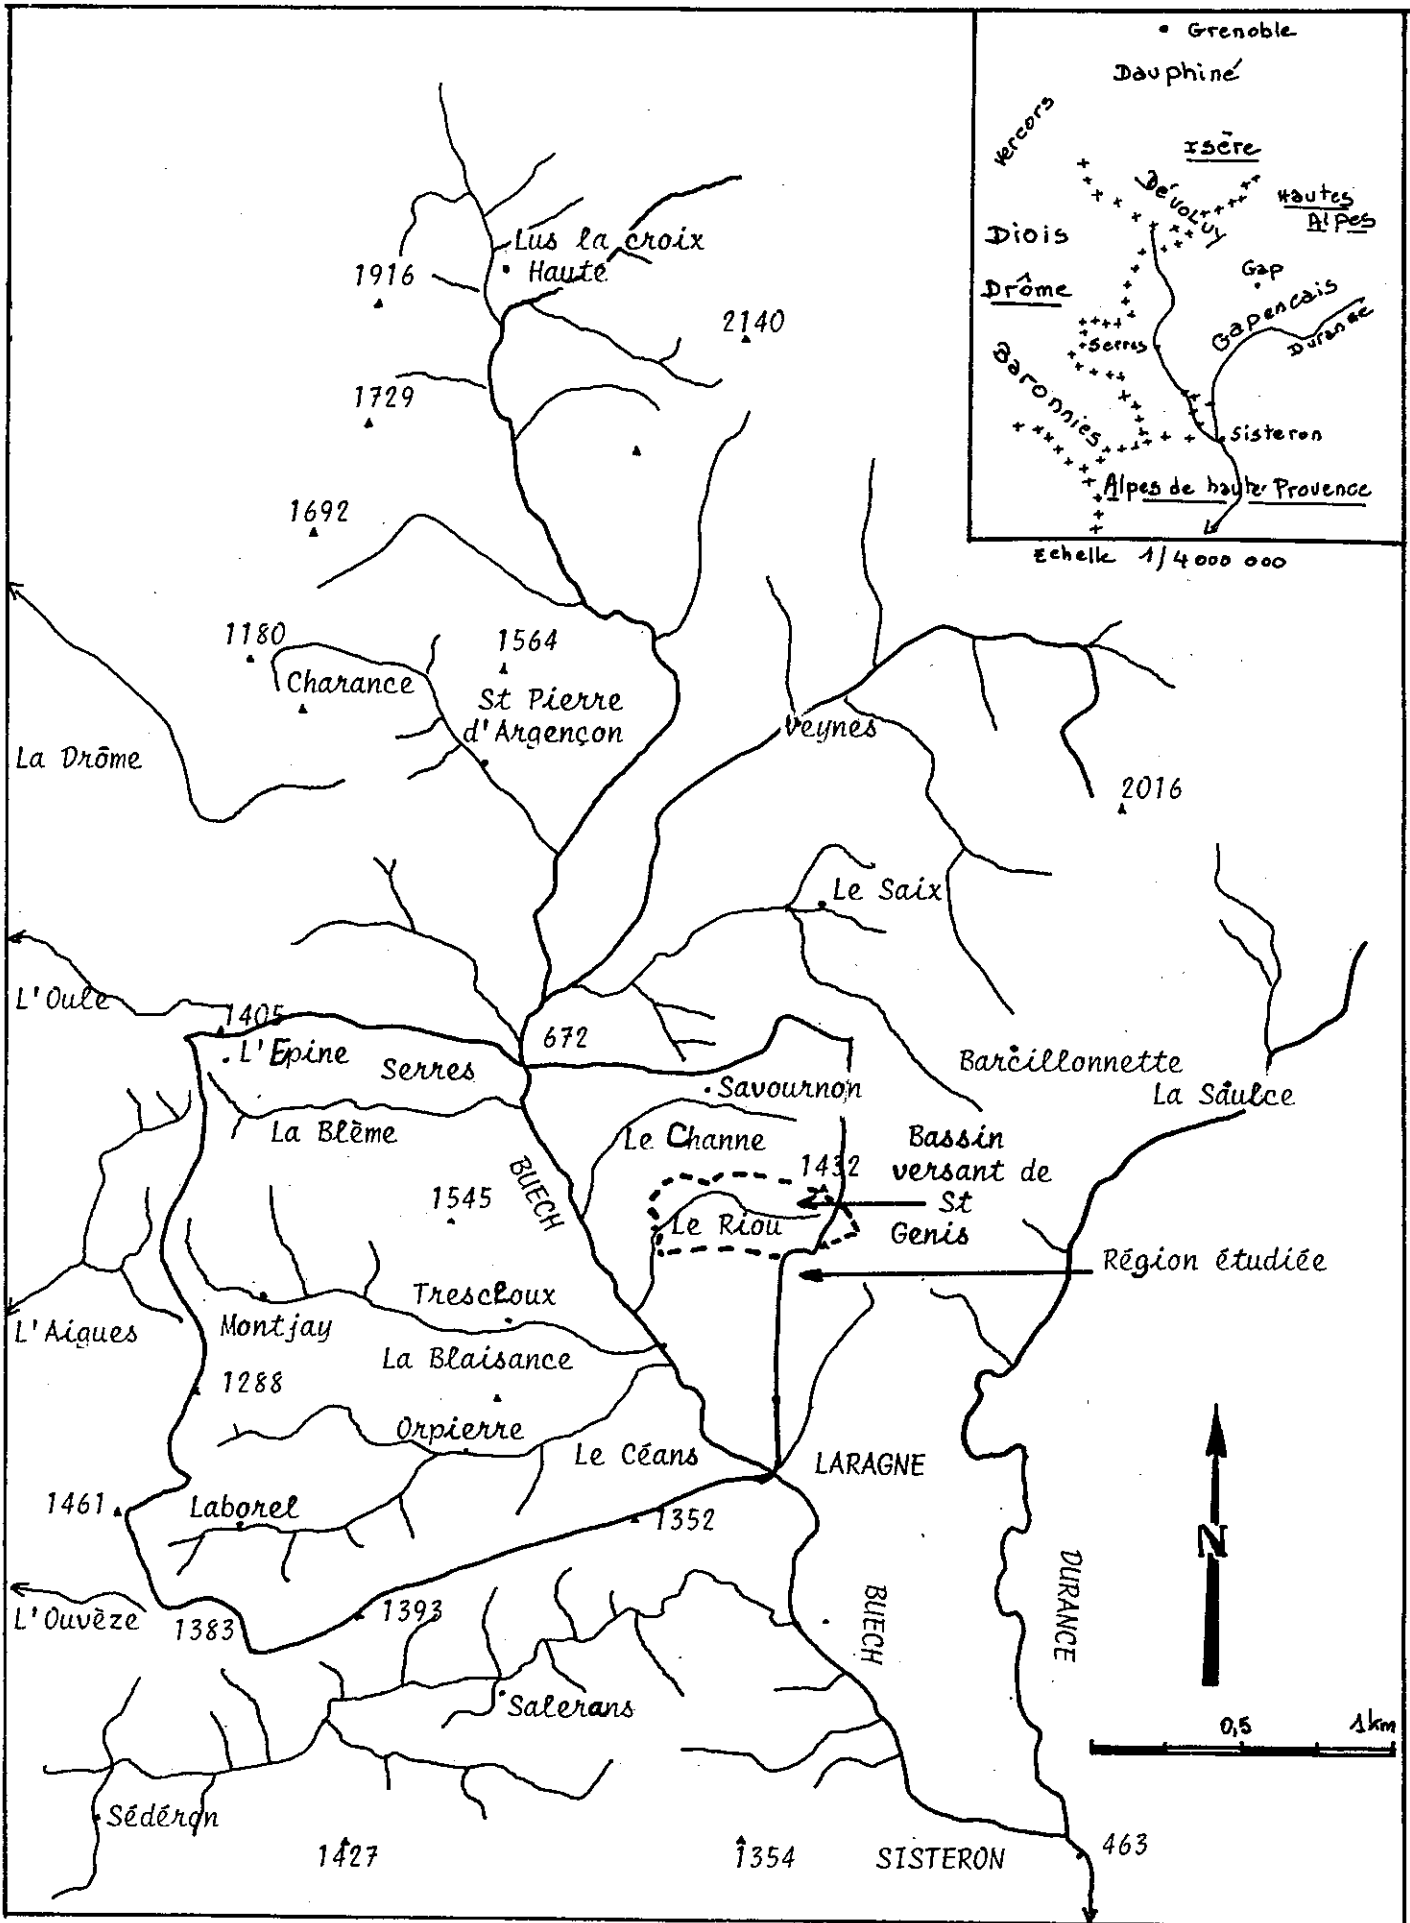 Grenoble
Dauphiné
Vercors
Isère
Dévoluy
Hautes
Alpes
Diois
Gap
Drôme
Gapencais
Durance
Serres
Baronnies
Sisteron
Alpes de haute Provence
Echelle 1/4 000 000
Lus la croix
Haute
1916
2140
1729
1692
1180
1564
Charance
St Pierre
d'Argençon
Veynes
La Drôme
2016
Le Saix
L'Oule
1405
672
L'Epine
Serres
Barcillonnette
Savournon
La Saulce
La Blème
Le Channe
Bassin
versant de
St
Genis
1432
BUECH
1545
Le Riou
Région étudiée
Trescloux
L'Aigues
Montjay
La Blaisance
1288
Orpierre
Le Céans
LARAGNE
1461
Laborel
1352
N
DURANCE
L'Ouvèze
1383
1393
BUECH
Salerans
0,5
1km
Sédéron
1427
1354
SISTERON
463